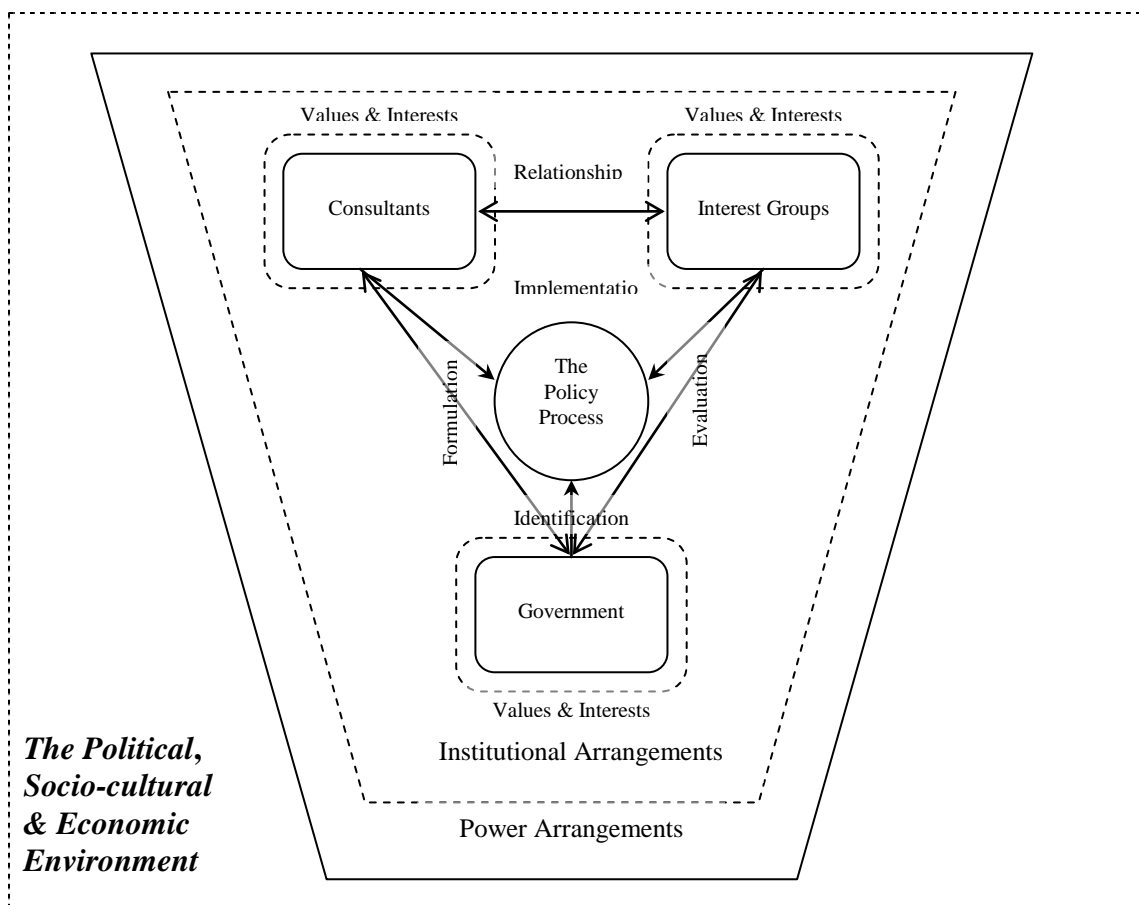 Values & Interests
Values & Interests
Relationship
Consultants
Interest Groups
Implementatio
The
Policy
Process
Formulation
Evaluation
Identification
Government
Values & Interests
Institutional Arrangements
Power Arrangements
The Political,
Socio-cultural
& Economic
Environment